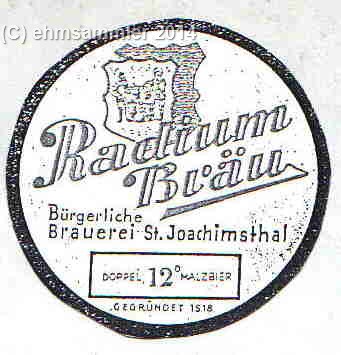 (C) ehmsammler 2014
Radium
Bräu
Bürgerliche
Brauerei St. Joachimsthal
DOPPEL 12° MALZBIER
GEGRÜNDET 1518